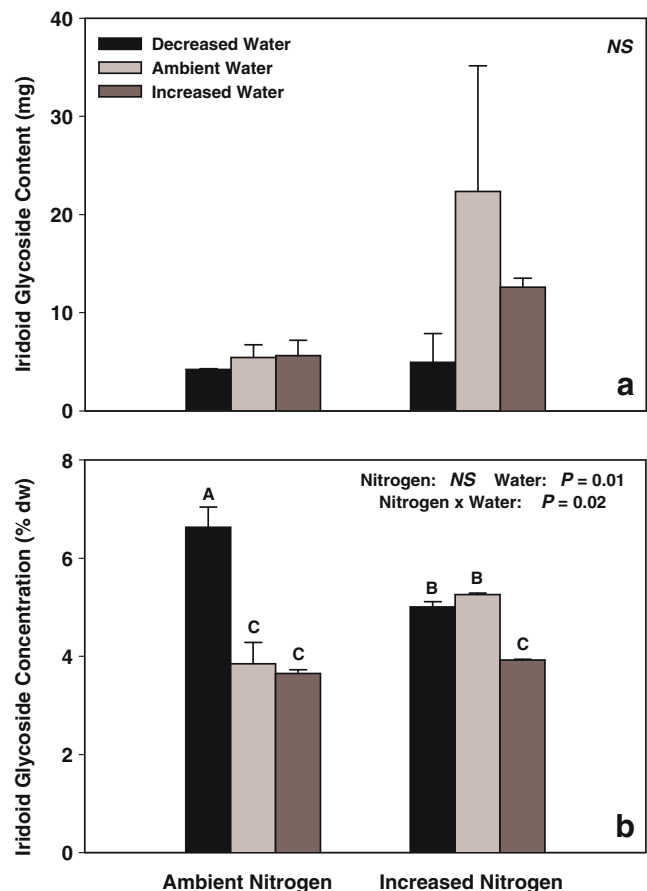 Iridoid Glycoside Content (mg)
40
30
20
10
0
Decreased Water
Ambient Water
Increased Water
NS
a
Iridoid Glycoside Concentration (% dw)
8
6
4
2
0
Nitrogen: NS Water: P = 0.01
Nitrogen x Water: P = 0.02
A
C
C
B
B
C
b
Ambient Nitrogen
Increased Nitrogen